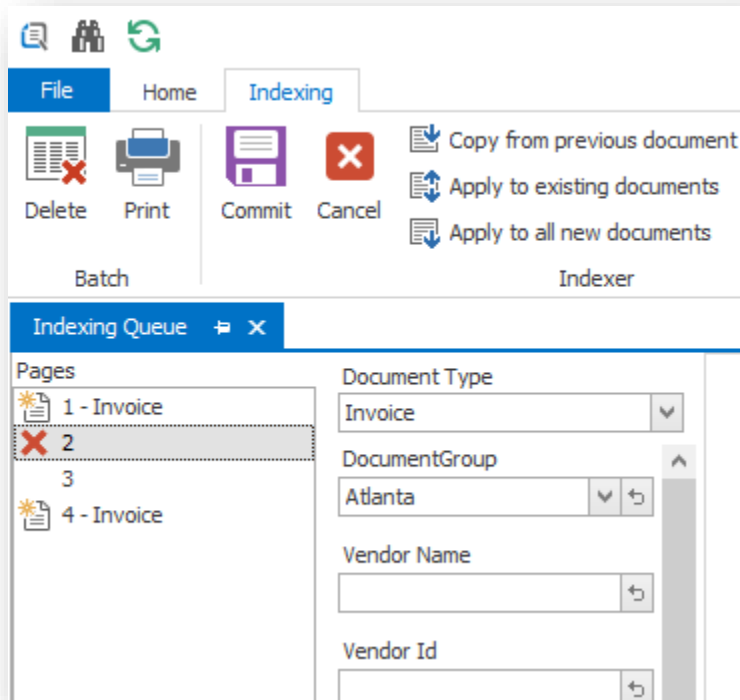 File Home Indexing
Copy from previous document
Apply to existing documents
Delete Print Commit Cancel
Apply to all new documents
Batch Indexer
Indexing Queue
Pages
Document Type
1 - Invoice
Invoice
2
DocumentGroup
3
Atlanta
4 - Invoice
Vendor Name
Vendor Id